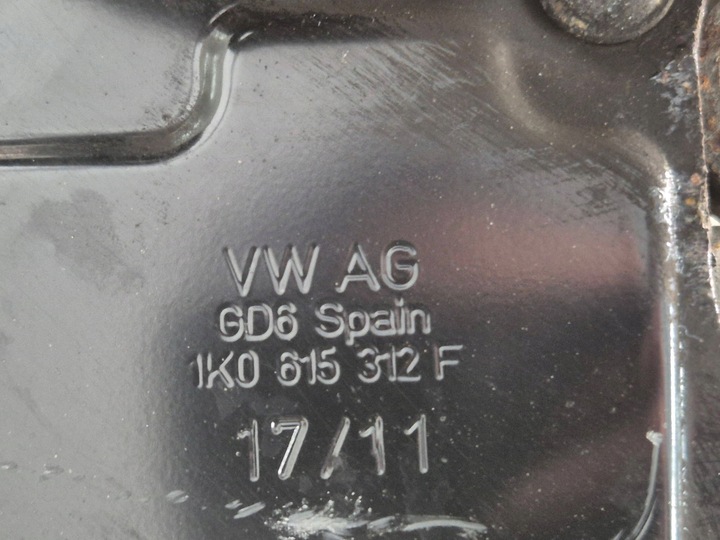 VW AG
GD6 Spain
1K0 615 312 F
17/11